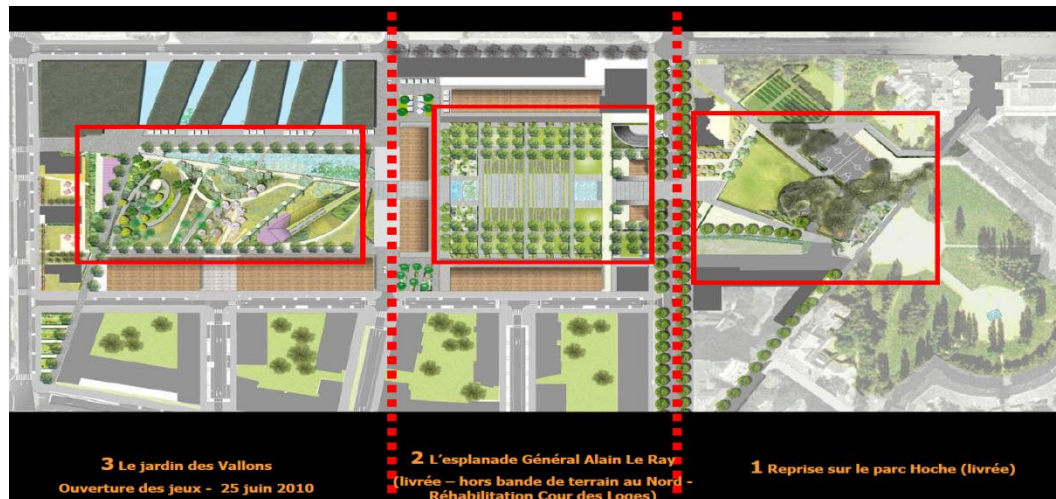 3 Le jardin des Vallons
Ouverture des jeux - 25 juin 2010
2 L'esplanade Général Alain Le Ray
(livrée – hors bande de terrain au Nord -
Réhabilitation Cour des Loges)
1 Reprise sur le parc Hoche (livrée)